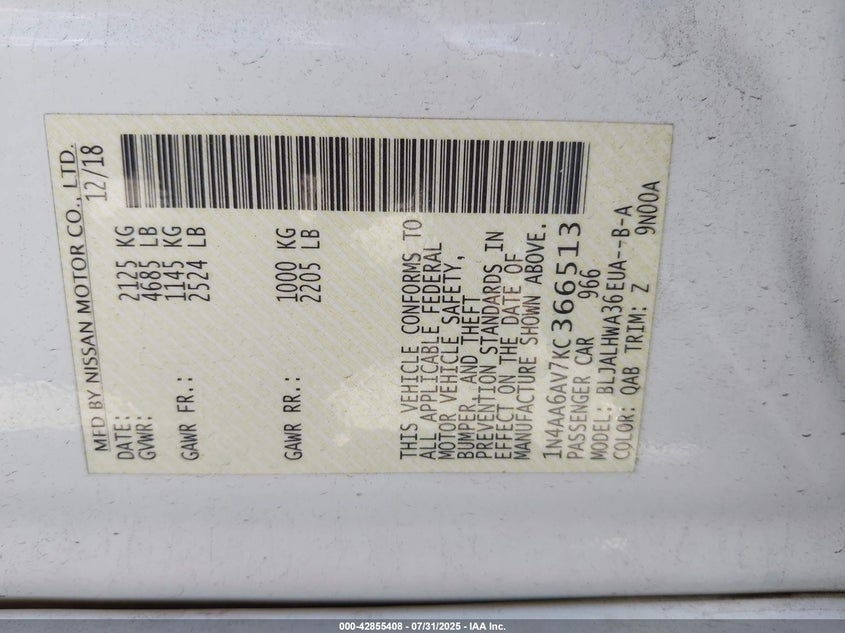 MFD BY NISSAN MOTOR CO., LTD.
DATE: 12/18
GVWR: 2125 KG
4685 LB
GAWR FR.: 1145 KG
2524 LB
GAWR RR.: 1000 KG
2205 LB
THIS VEHICLE CONFORMS TO
ALL APPLICABLE FEDERAL
MOTOR VEHICLE SAFETY,
BUMPER, AND THEFT
PREVENTION STANDARDS IN
EFFECT ON THE DATE OF
MANUFACTURE SHOWN ABOVE.
1N4AA6AV7KC366513
PASSENGER CAR 966
MODEL: BLJALHWA36EUA--B-A
COLOR: QAB TRIM: Z 9N00A
000-42855408 - 07/31/2025 - IAA Inc.